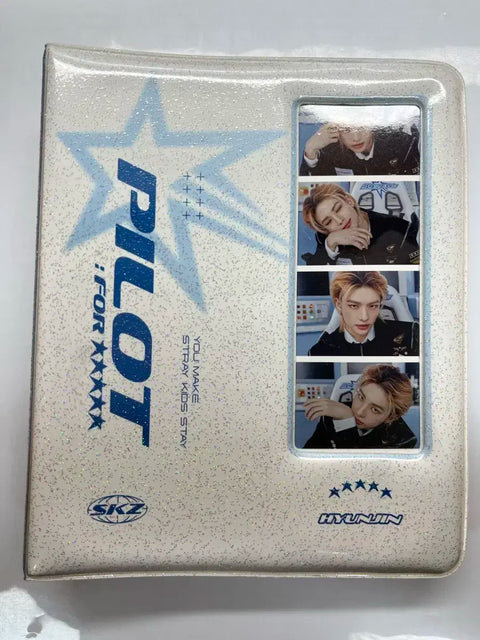 PILOT
: FOR ★★★★★
YOU MAKE
STRAY KIDS STAY
SKZ
HYUNJIN